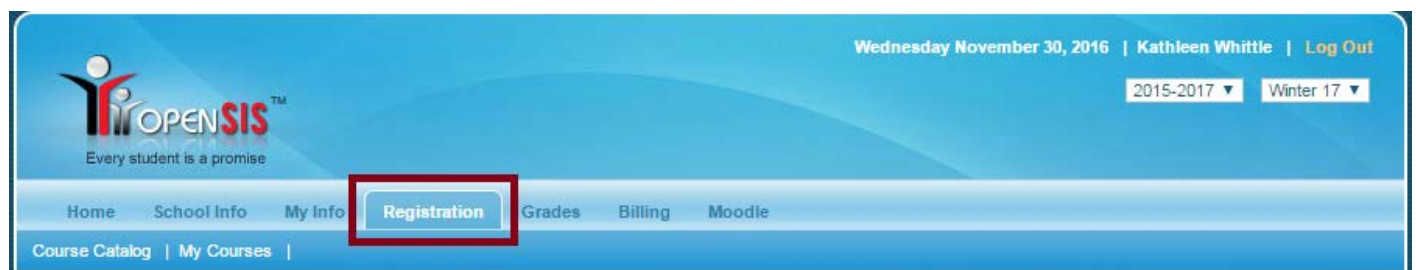 Wednesday November 30, 2016 | Kathleen Whittle | Log Out
2015-2017 ▼ Winter 17 ▼
OPENSIS™
Every student is a promise
Home School Info My Info Registration Grades Billing Moodle
Course Catalog | My Courses |